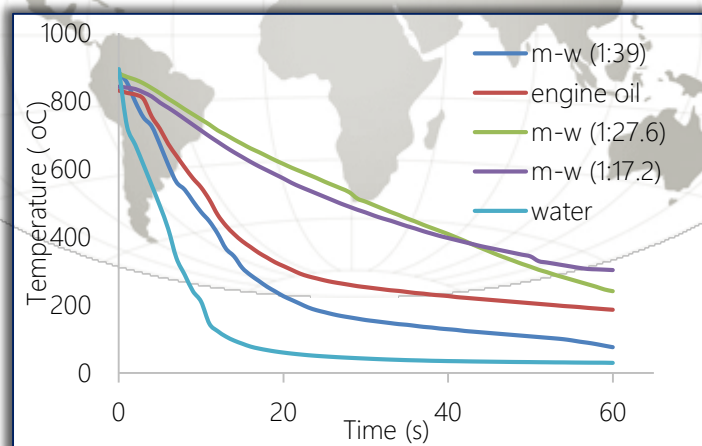 1000
800
600
400
200
0
Temperature ( oC)
0 20 40 60
Time (s)
m-w (1:39)
engine oil
m-w (1:27.6)
m-w (1:17.2)
water